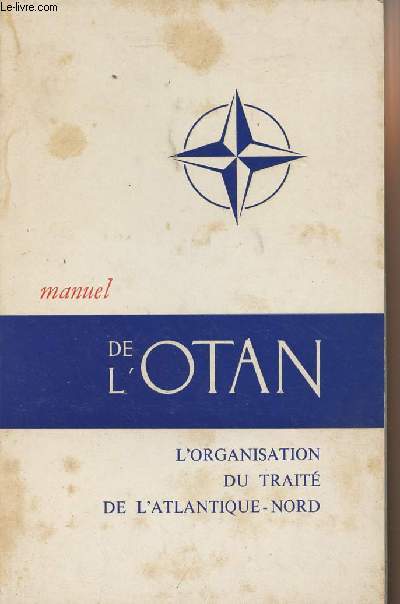 Le-livre.com
manuel
DE
L'OTAN
L'ORGANISATION
DU TRAITÉ
DE L'ATLANTIQUE-NORD